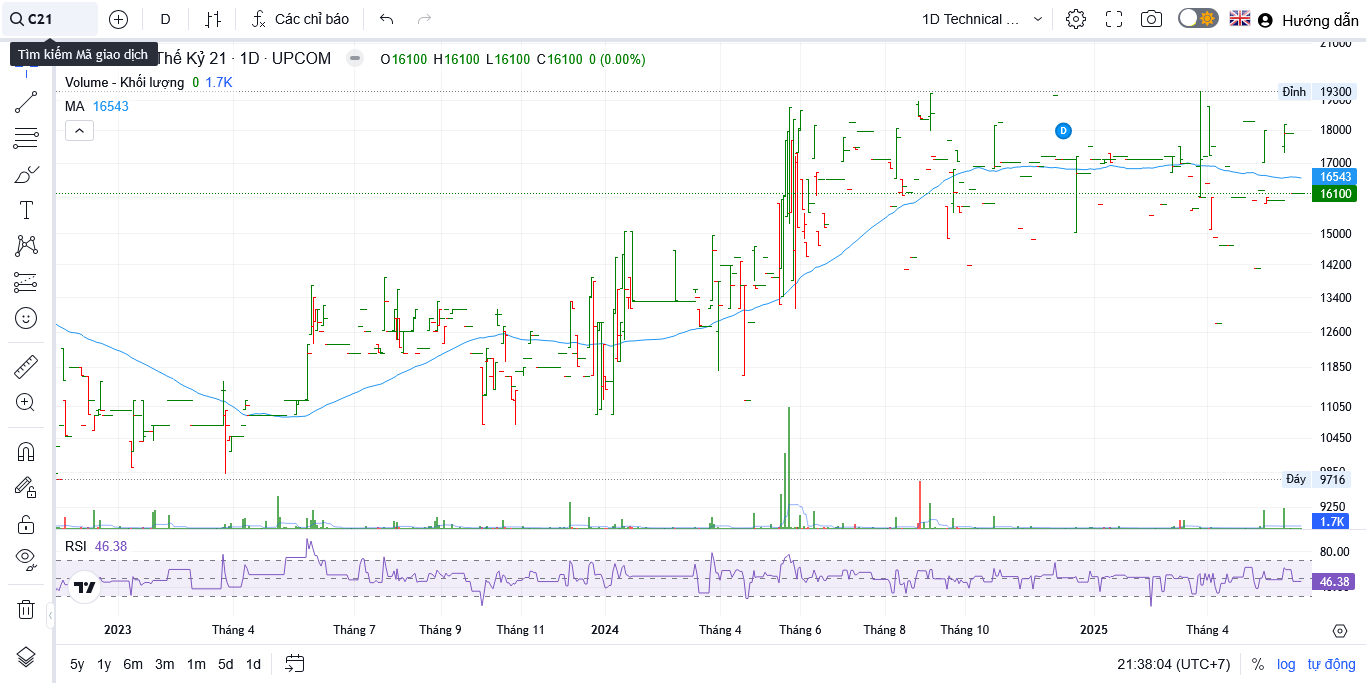 C21 D Các chỉ báo 1D Technical ... Hướng dẫn
Tìm kiếm Mã giao dịch Thế Kỷ 21 · 1D · UPCOM O16100 H16100 L16100 C16100 0 (0.00%)
Volume - Khối lượng 0 1.7K
MA 16543
21000
Đỉnh 19300
19000
D
18000
17000
16543
16100
15000
14200
13400
12600
11850
11050
10450
9850
Đáy 9716
9250
1.7K
RSI 46.38
80.00
46.38
2023 Tháng 4 Tháng 7 Tháng 9 Tháng 11 2024 Tháng 4 Tháng 6 Tháng 8 Tháng 10 2025 Tháng 4
5y 1y 6m 3m 1m 5d 1d 21:38:04 (UTC+7) % log tự động